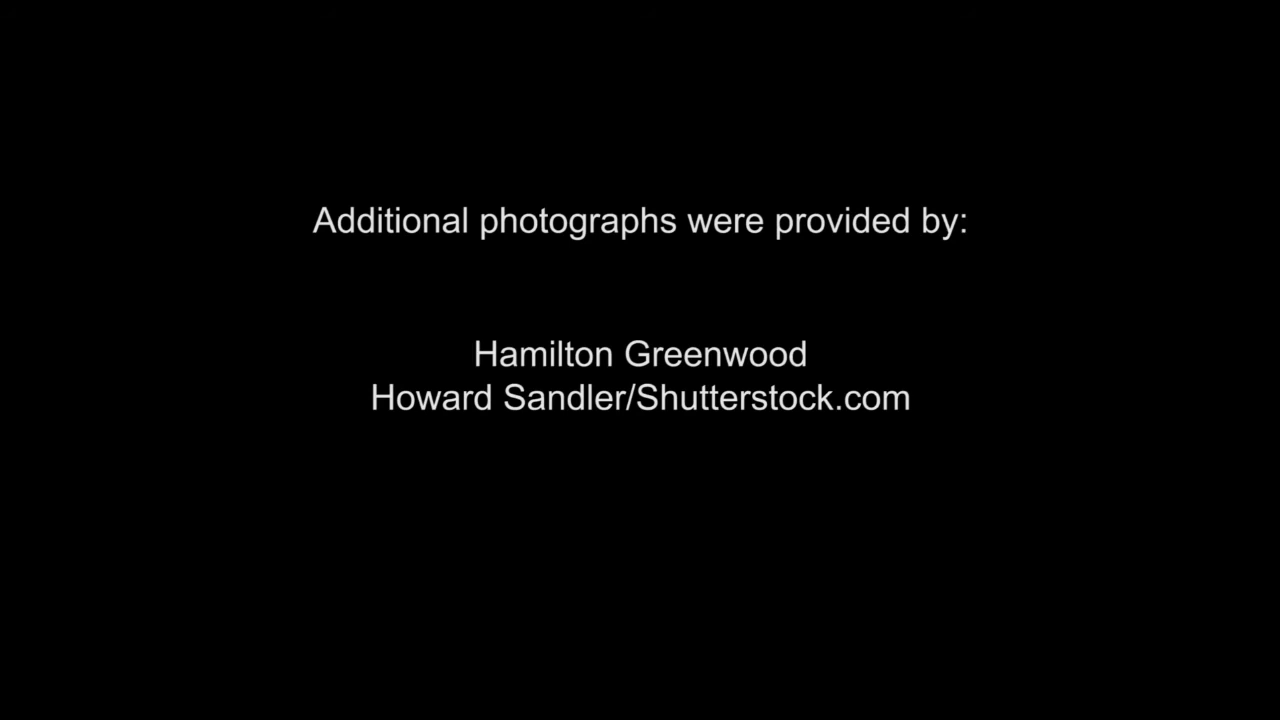 Additional photographs were provided by:
Hamilton Greenwood
Howard Sandler/Shutterstock.com